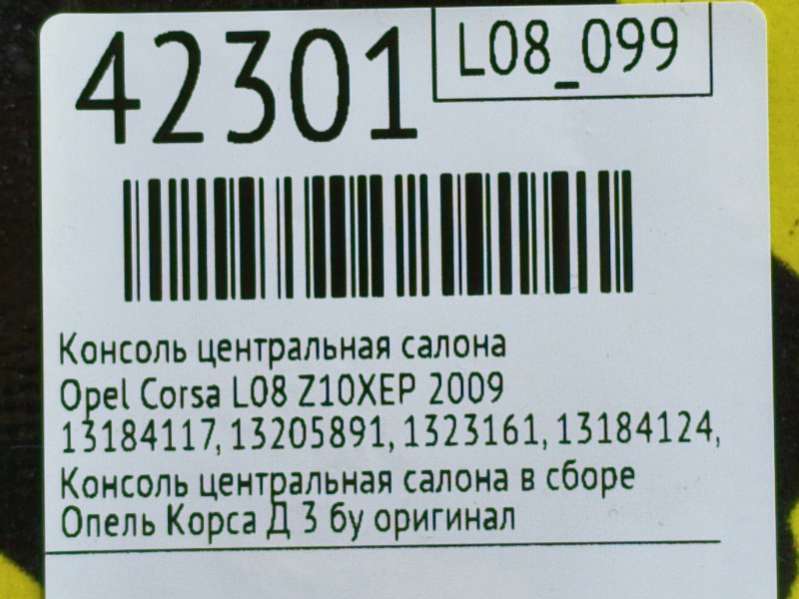 42301
L08_099
Консоль центральная салона
Opel Corsa L08 Z10XEP 2009
13184117, 13205891, 1323161, 13184124,
Консоль центральная салона в сборе
Опель Корса Д 3 бу оригинал